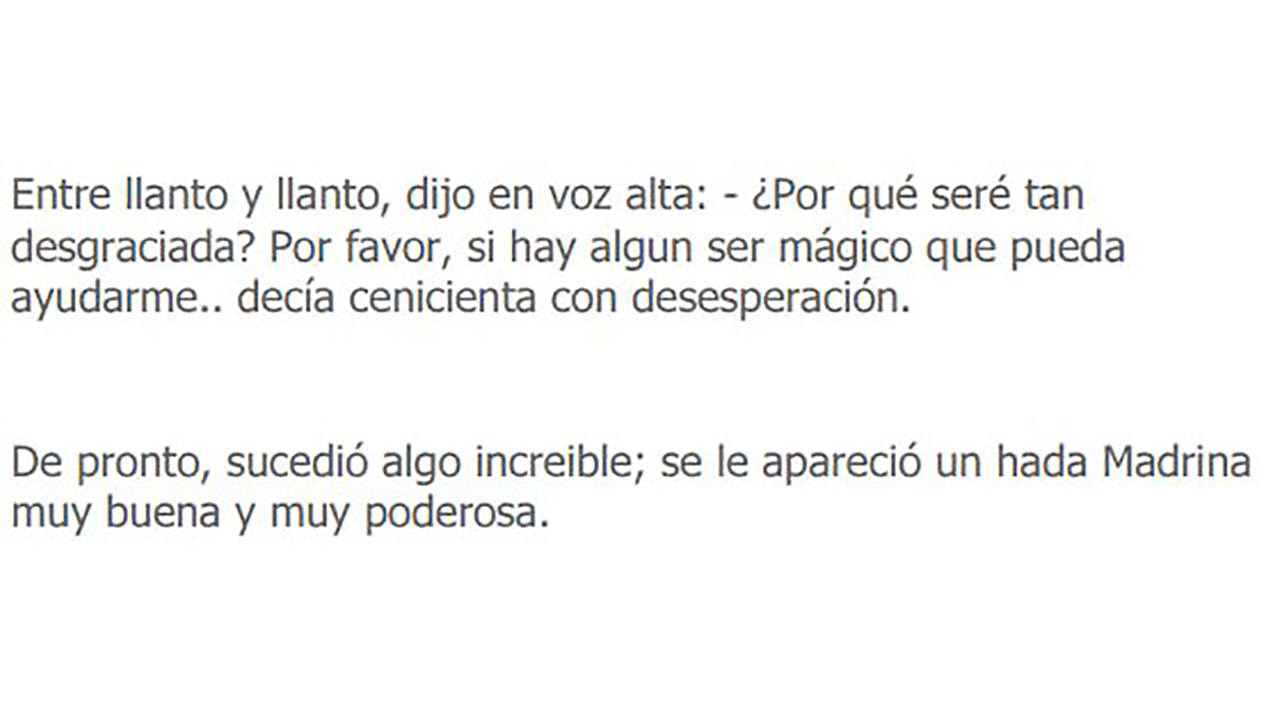 Entre llanto y llanto, dijo en voz alta: - ¿Por qué seré tan
desgraciada? Por favor, si hay algun ser mágico que pueda
ayudarme.. decía cenicienta con desesperación.
De pronto, sucedió algo increible; se le apareció un hada Madrina
muy buena y muy poderosa.